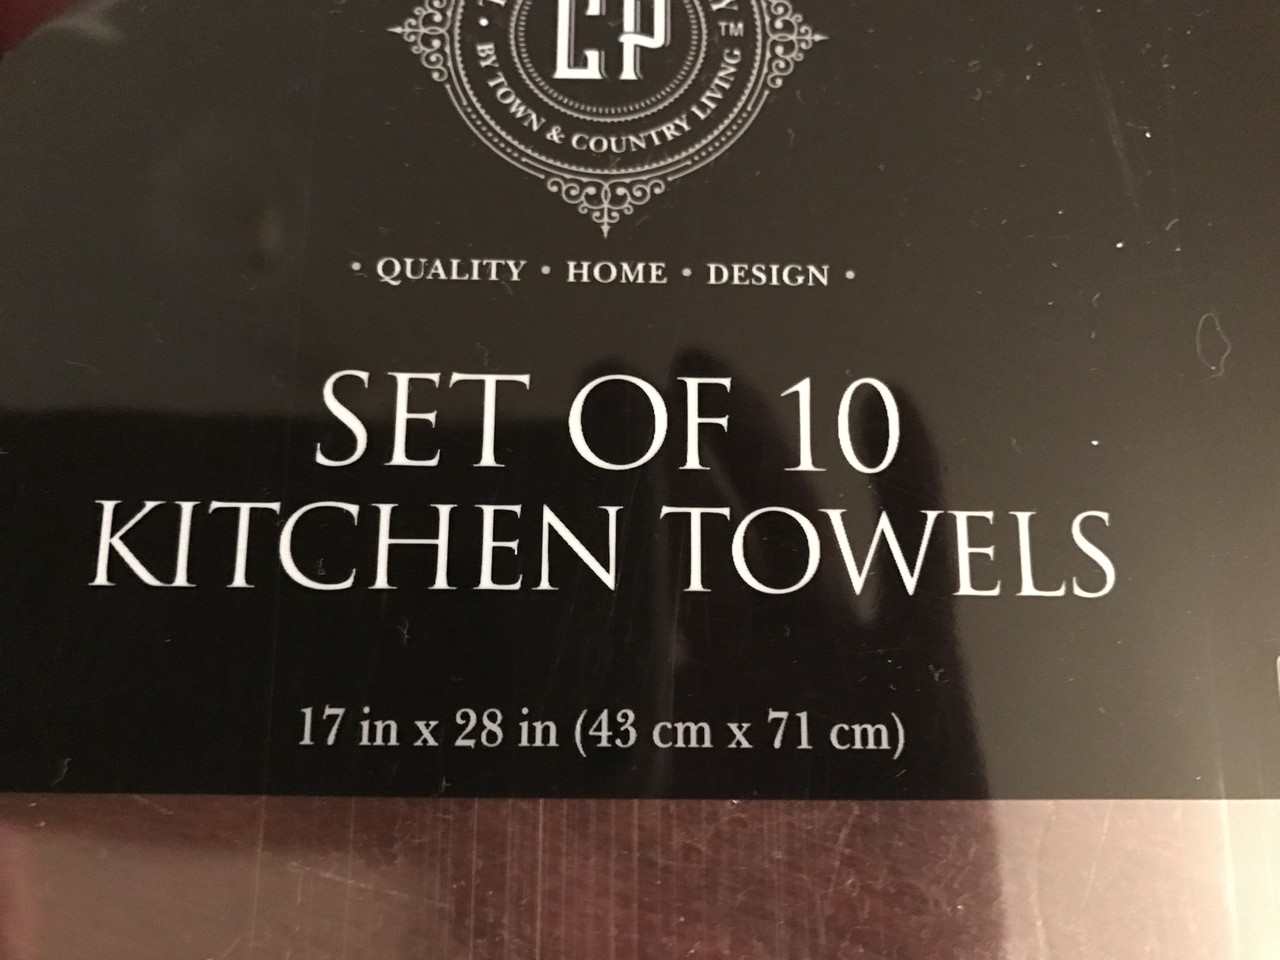 CP
TM
BY TOWN & COUNTRY LIVING
• QUALITY • HOME • DESIGN •
SET OF 10
KITCHEN TOWELS
17 in x 28 in (43 cm x 71 cm)